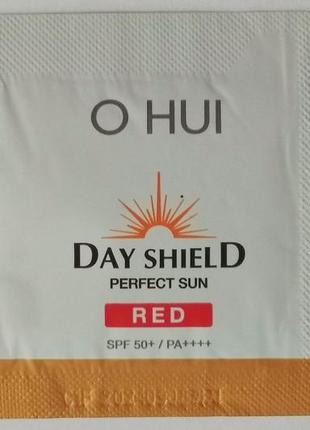 O HUI
DAY SHIELD
PERFECT SUN
RED
SPF 50+ / PA++++